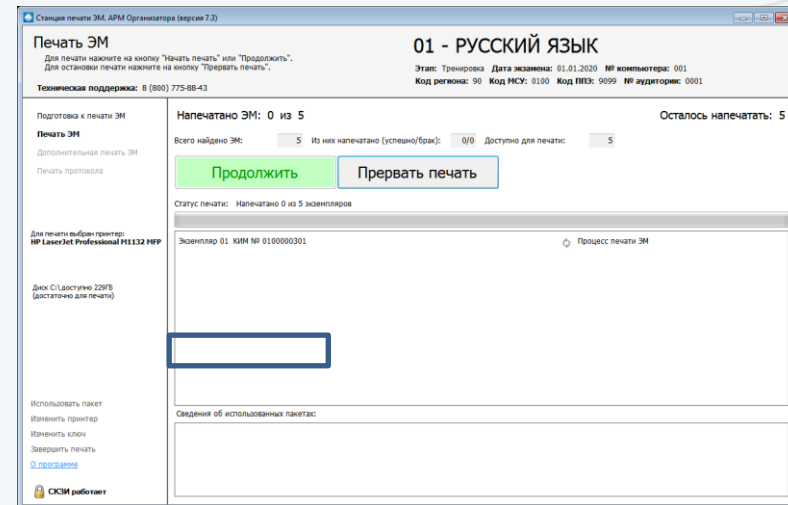 Станция печати ЭМ. АРМ Организатора (версия 7.3)
Печать ЭМ
Для печати нажмите на кнопку "Начать печать" или "Продолжить".
Для остановки печати нажмите на кнопку "Прервать печать".
Техническая поддержка: 8 (800) 775-88-43
01 - РУССКИЙ ЯЗЫК
Этап: Тренировка Дата экзамена: 01.01.2020 № компьютера: 001
Код региона: 90 Код МСУ: 0100 Код ППЭ: 9099 № аудитории: 0001
Подготовка к печати ЭМ
Печать ЭМ
Дополнительная печать ЭМ
Печать протокола
Для печати выбран принтер:
HP LaserJet Professional M1132 MFP
Диск C:\ доступно 229ГБ
(достаточно для печати)
Использовать пакет
Изменить принтер
Изменить ключ
Завершить печать
О программе
СКЗИ работает
Напечатано ЭМ: 0 из 5
Осталось напечатать: 5
Всего найдено ЭМ: 5 Из них напечатано (успешно/брак): 0/0 Доступно для печати: 5
Продолжить
Прервать печать
Статус печати: Напечатано 0 из 5 экземпляров
Экземпляр 01 КИМ № 0100000301 Процесс печати ЭМ
Сведения об использованных пакетах: